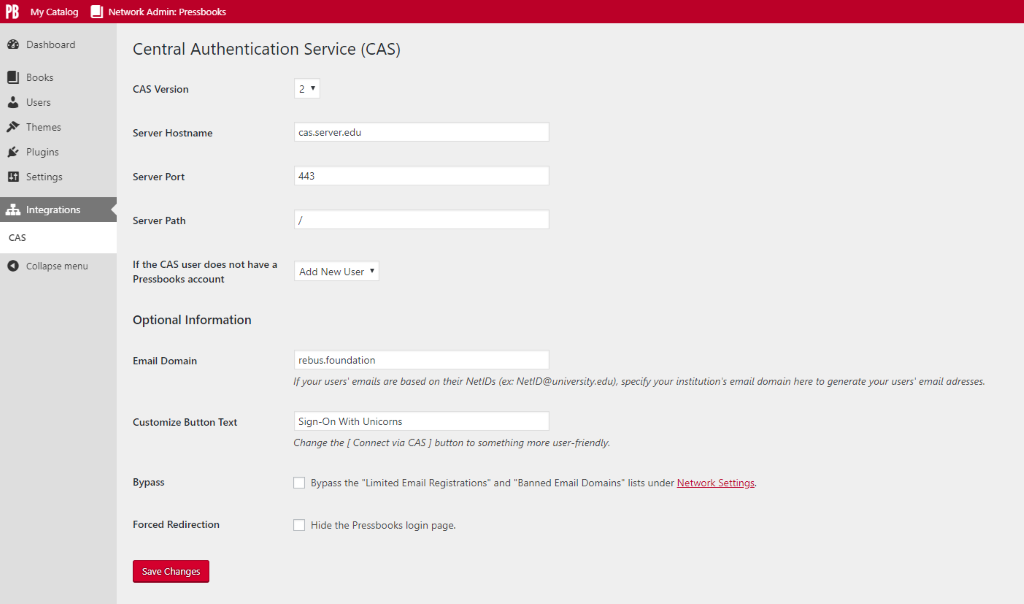 PB My Catalog Network Admin: Pressbooks
Dashboard
Books
Users
Themes
Plugins
Settings
Integrations
CAS
Collapse menu
Central Authentication Service (CAS)
CAS Version 2
Server Hostname cas.server.edu
Server Port 443
Server Path /
If the CAS user does not have a
Pressbooks account
Add New User
Optional Information
Email Domain rebus.foundation
If your users' emails are based on their NetIDs (ex: NetID@university.edu), specify your institution's email domain here to generate your users' email adresses.
Customize Button Text Sign-On With Unicorns
Change the [ Connect via CAS ] button to something more user-friendly.
Bypass Bypass the "Limited Email Registrations" and "Banned Email Domains" lists under Network Settings.
Forced Redirection Hide the Pressbooks login page.
Save Changes